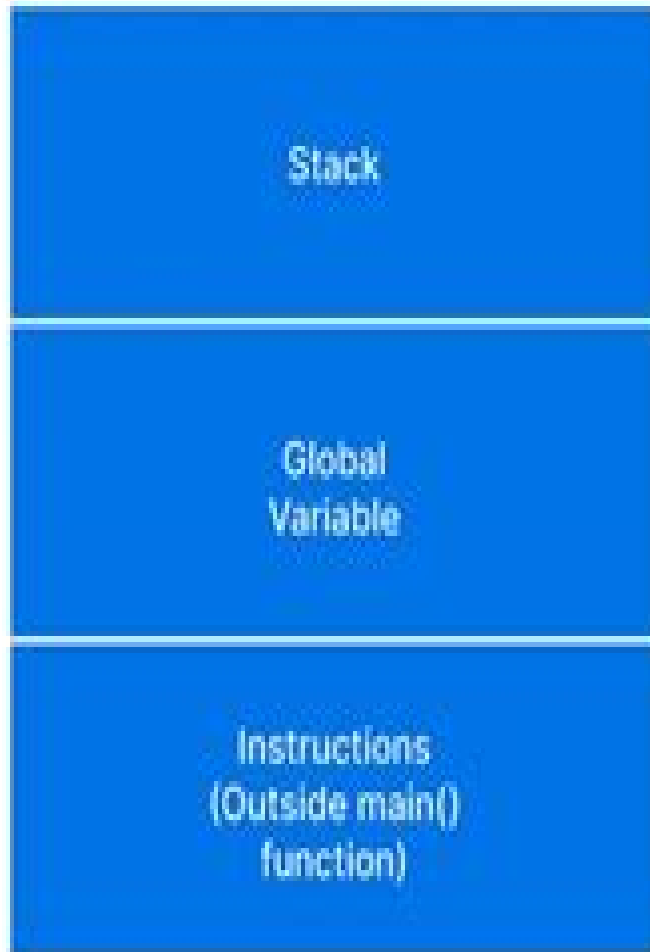 Stack
Global
Variable
Instructions
(Outside main()
function)